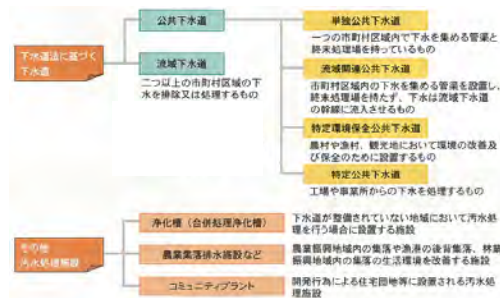 下水道法に基づく
下水道
公共下水道
流域下水道
二つ以上の市町村区域の下
水を排除又は処理するもの
単独公共下水道
一つの市町村区域内で下水を集める管渠と
終末処理場を持っているもの
流域関連公共下水道
市町村区域内の下水を集める管渠を設置し、
終末処理場を持たず、下水は流域下水道
の幹線に流入させるもの
特定環境保全公共下水道
農村や漁村、観光地において環境の改善及
び保全のために設置するもの
特定公共下水道
工場や事業所からの下水を処理するもの
その他
汚水処理施設
浄化槽（合併処理浄化槽）
下水道が整備されていない地域において汚水処
理を行う場合に設置する施設
農業集落排水施設など
農業振興地域内の集落や漁港の後背集落、林業
振興地域内の集落の生活環境を改善する施設
コミュニティプラント
開発行為による住宅団地等に設置される汚水処
理施設